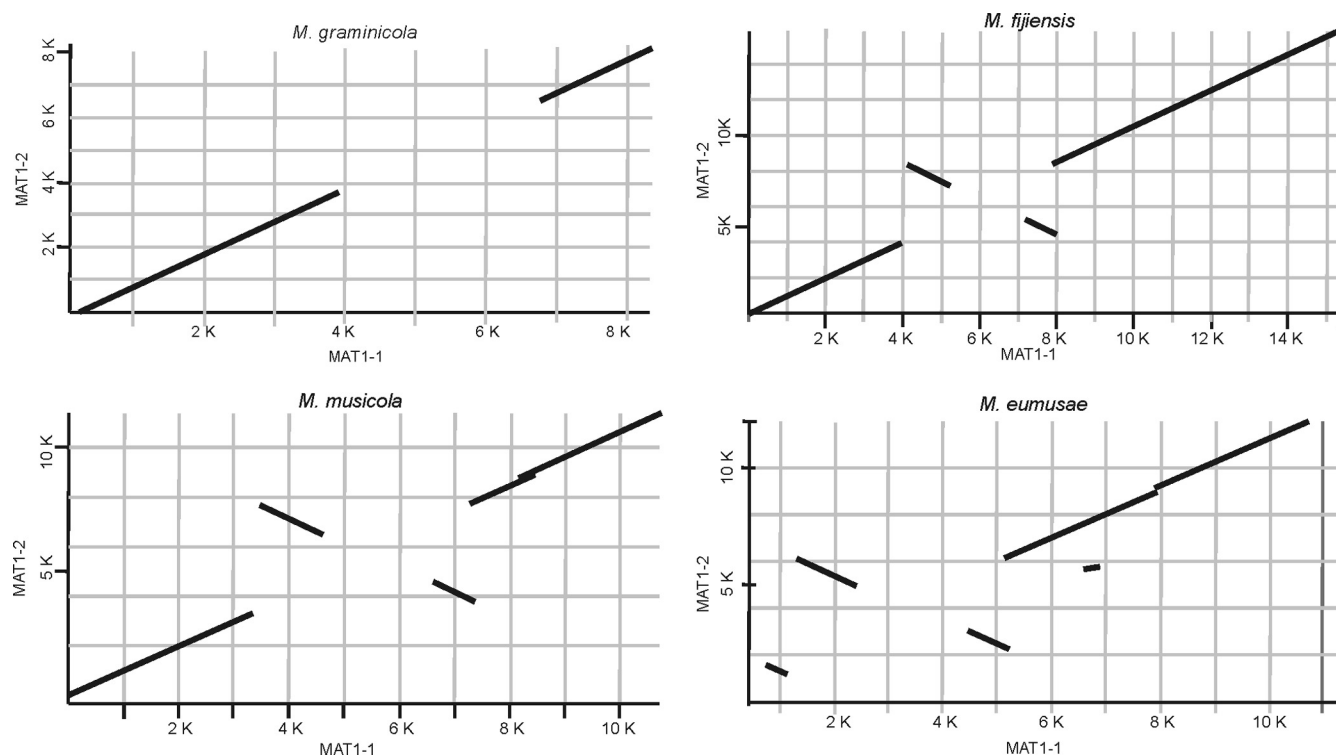 M. graminicola
8 K
6 K
4 K
2 K
MAT1-2
2 K 4 K 6 K 8 K
MAT1-1
M. fijiensis
10K
5K
MAT1-2
2 K 4 K 6 K 8 K 10 K 12 K 14 K
MAT1-1
M. musicola
10 K
5 K
MAT1-2
2 K 4 K 6 K 8 K 10 K
MAT1-1
M. eumusae
10 K
5 K
MAT1-2
2 K 4 K 6 K 8 K 10 K
MAT1-1